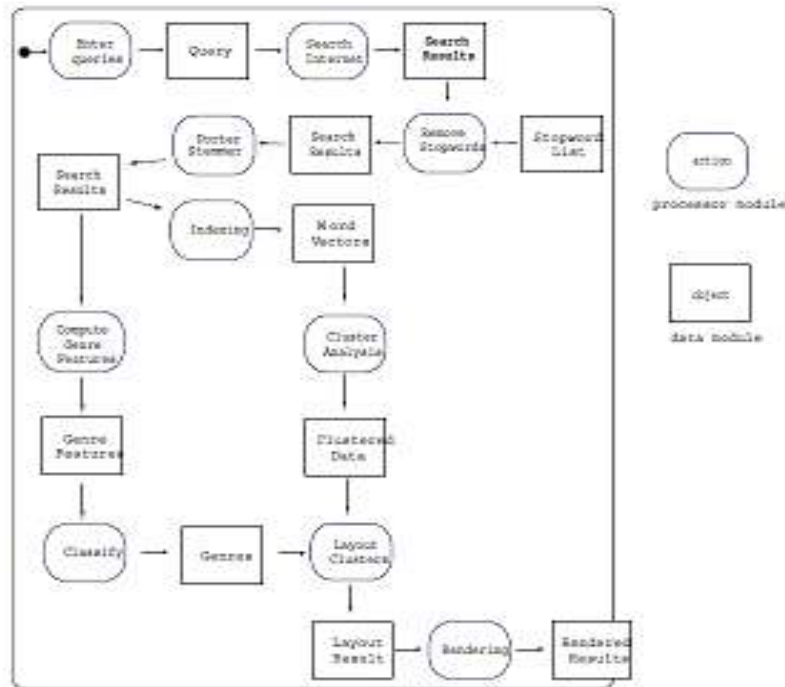 Enter
queries
Query
Search
Internet
Search
Results
Porter
Stemmer
Search
Results
Remove
Stopwords
Stopword
List
Search
Results
Indexing
Word
Vectors
Compute
Genre
Features
Cluster
Analysis
Genre
Features
Clustered
Data
Classify
Genres
Layout
Clusters
Layout
Result
Rendering
Rendered
Results
action
processor module
object
data module